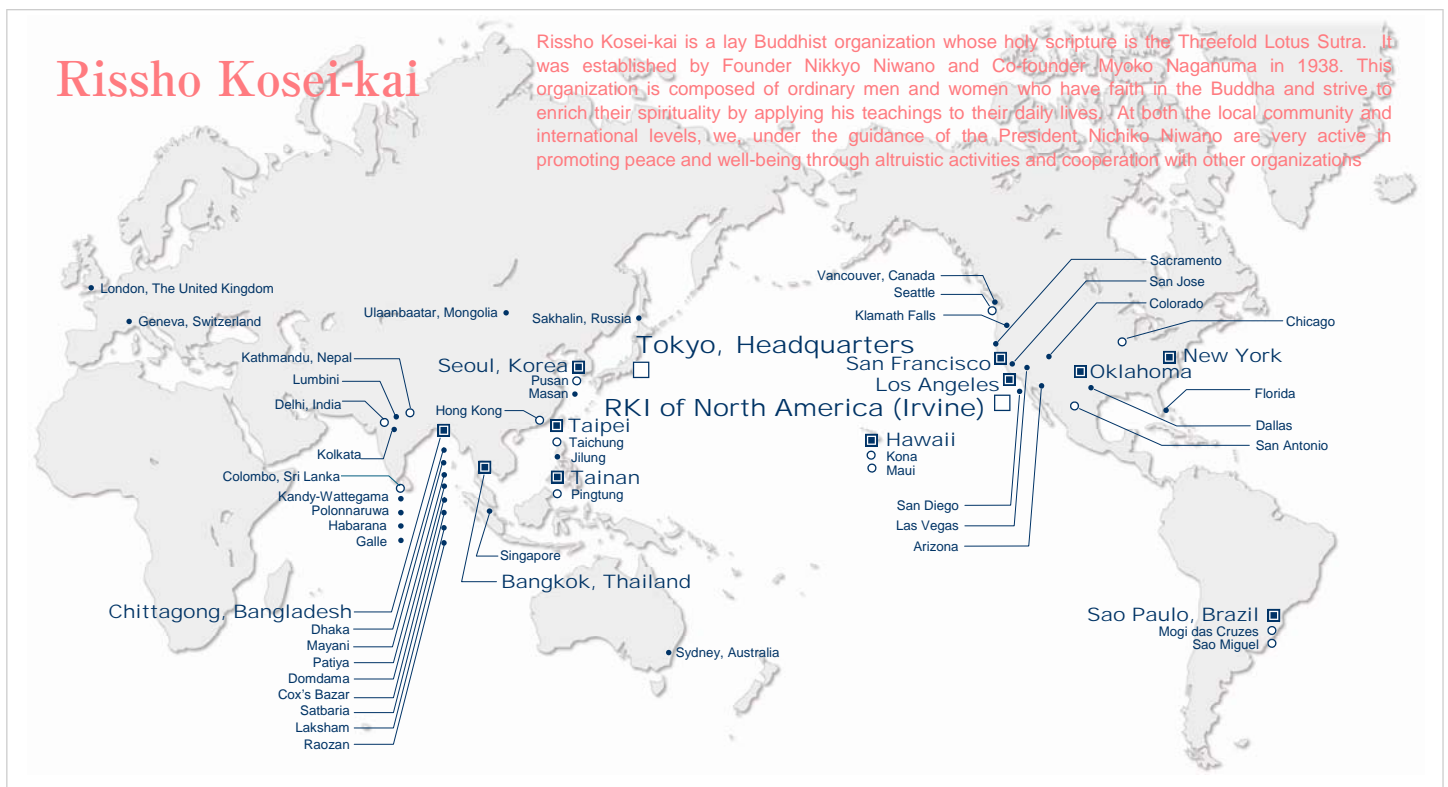 Rissho Kosei-kai
Rissho Kosei-kai is a lay Buddhist organization whose holy scripture is the Threefold Lotus Sutra. It
was established by Founder Nikkyo Niwano and Co-founder Myoko Naganuma in 1938. This
organization is composed of ordinary men and women who have faith in the Buddha and strive to
enrich their spirituality by applying his teachings to their daily lives. At both the local community and
international levels, we, under the guidance of the President Nichiko Niwano are very active in
promoting peace and well-being through altruistic activities and cooperation with other organizations
London, The United Kingdom
Geneva, Switzerland
Ulaanbaatar, Mongolia
Sakhalin, Russia
Tokyo, Headquarters
Seoul, Korea
Pusan
Masan
Kathmandu, Nepal
Lumbini
Delhi, India
Hong Kong
Taipei
Taichung
Jilung
Tainan
Pingtung
Kolkata
Colombo, Sri Lanka
Kandy-Wattegama
Polonnaruwa
Habarana
Galle
Singapore
Bangkok, Thailand
Chittagong, Bangladesh
Dhaka
Mayani
Patiya
Domdama
Cox's Bazar
Satbaria
Laksham
Raozan
Sydney, Australia
Vancouver, Canada
Seattle
Klamath Falls
San Francisco
Los Angeles
RKI of North America (Irvine)
Hawaii
Kona
Maui
San Diego
Las Vegas
Arizona
Sacramento
San Jose
Colorado
Chicago
New York
Oklahoma
Florida
Dallas
San Antonio
Sao Paulo, Brazil
Mogi das Cruzes
Sao Miguel